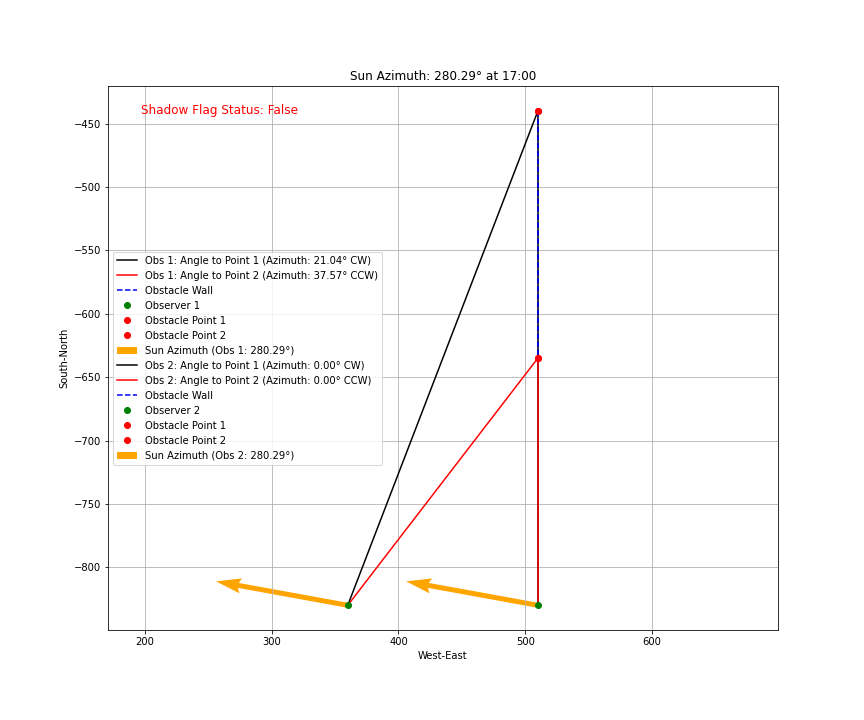 Sun Azimuth: 280.29° at 17:00
Shadow Flag Status: False
−450
−500
−550
−600
−650
−700
−750
−800
South-North
Obs 1: Angle to Point 1 (Azimuth: 21.04° CW)
Obs 1: Angle to Point 2 (Azimuth: 37.57° CCW)
Obstacle Wall
Observer 1
Obstacle Point 1
Obstacle Point 2
Sun Azimuth (Obs 1: 280.29°)
Obs 2: Angle to Point 1 (Azimuth: 0.00° CW)
Obs 2: Angle to Point 2 (Azimuth: 0.00° CCW)
Obstacle Wall
Observer 2
Obstacle Point 1
Obstacle Point 2
Sun Azimuth (Obs 2: 280.29°)
200 300 400 500 600
West-East